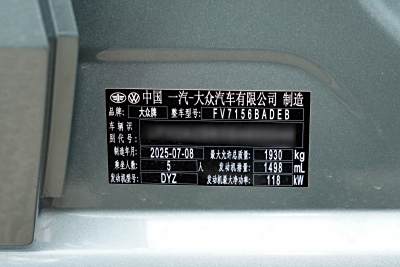 中国 一汽-大众汽车有限公司 制造
品牌: 大众牌 整车型号: FV7156BADEB
车辆识
别代号:
制造年月 2025-07-08 最大允许总质量: 1930 kg
乘坐人数: 5 人 发动机排量: 1498 mL
发动机型号: DYZ 发动机最大净功率: 118 kW